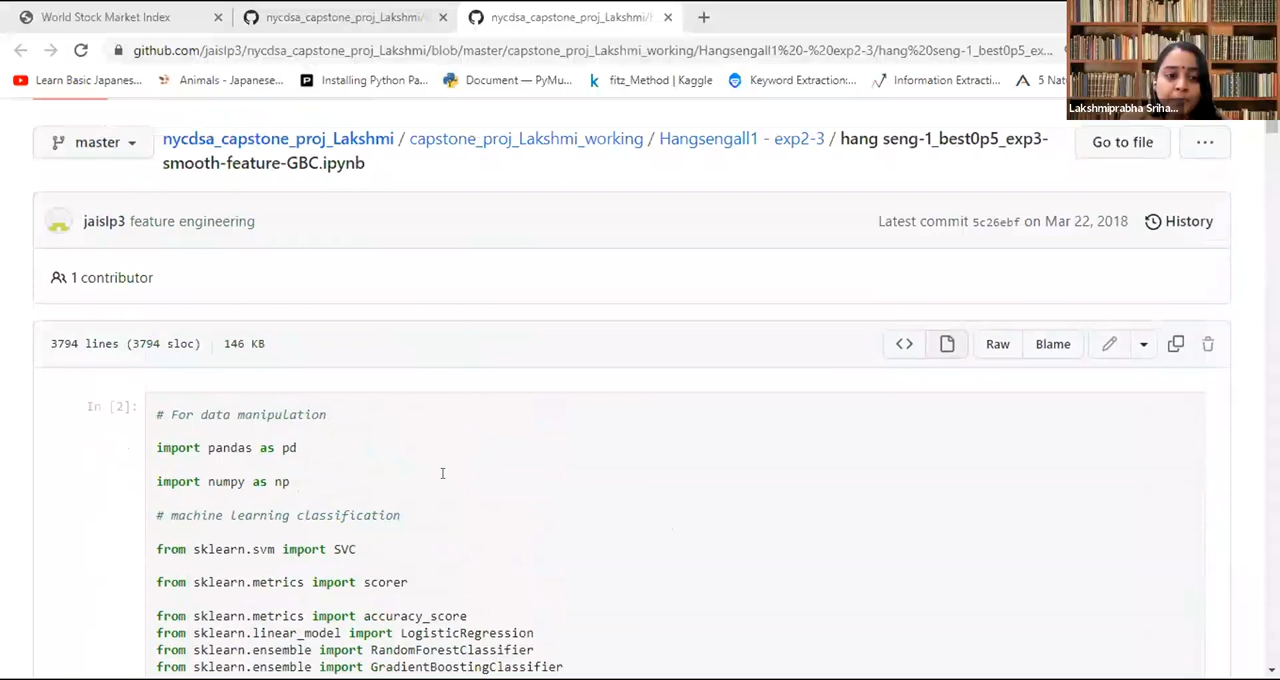 World Stock Market Index
nycdsa_capstone_proj_Lakshmi/
nycdsa_capstone_proj_Lakshmi/
github.com/jaislp3/nycdsa_capstone_proj_Lakshmi/blob/master/capstone_proj_Lakshmi_working/Hangsengall1%20-%20exp2-3/hang%20seng-1_best0p5_ex...
Learn Basic Japanes... Animals - Japanese... Installing Python Pa... Document — PyMu... fitz_Method | Kaggle Keyword Extraction:... Information Extracti... 5 Nat
Lakshmiprabha Sriha...
master
nycdsa_capstone_proj_Lakshmi / capstone_proj_Lakshmi_working / Hangsengall1 - exp2-3 / hang seng-1_best0p5_exp3-
smooth-feature-GBC.ipynb
Go to file
...
jaislp3 feature engineering
Latest commit 5c26ebf on Mar 22, 2018 History
1 contributor
3794 lines (3794 sloc) 146 KB
<> Raw Blame
In [2]:
# For data manipulation
import pandas as pd
import numpy as np
# machine learning classification
from sklearn.svm import SVC
from sklearn.metrics import scorer
from sklearn.metrics import accuracy_score
from sklearn.linear_model import LogisticRegression
from sklearn.ensemble import RandomForestClassifier
from sklearn.ensemble import GradientBoostingClassifier